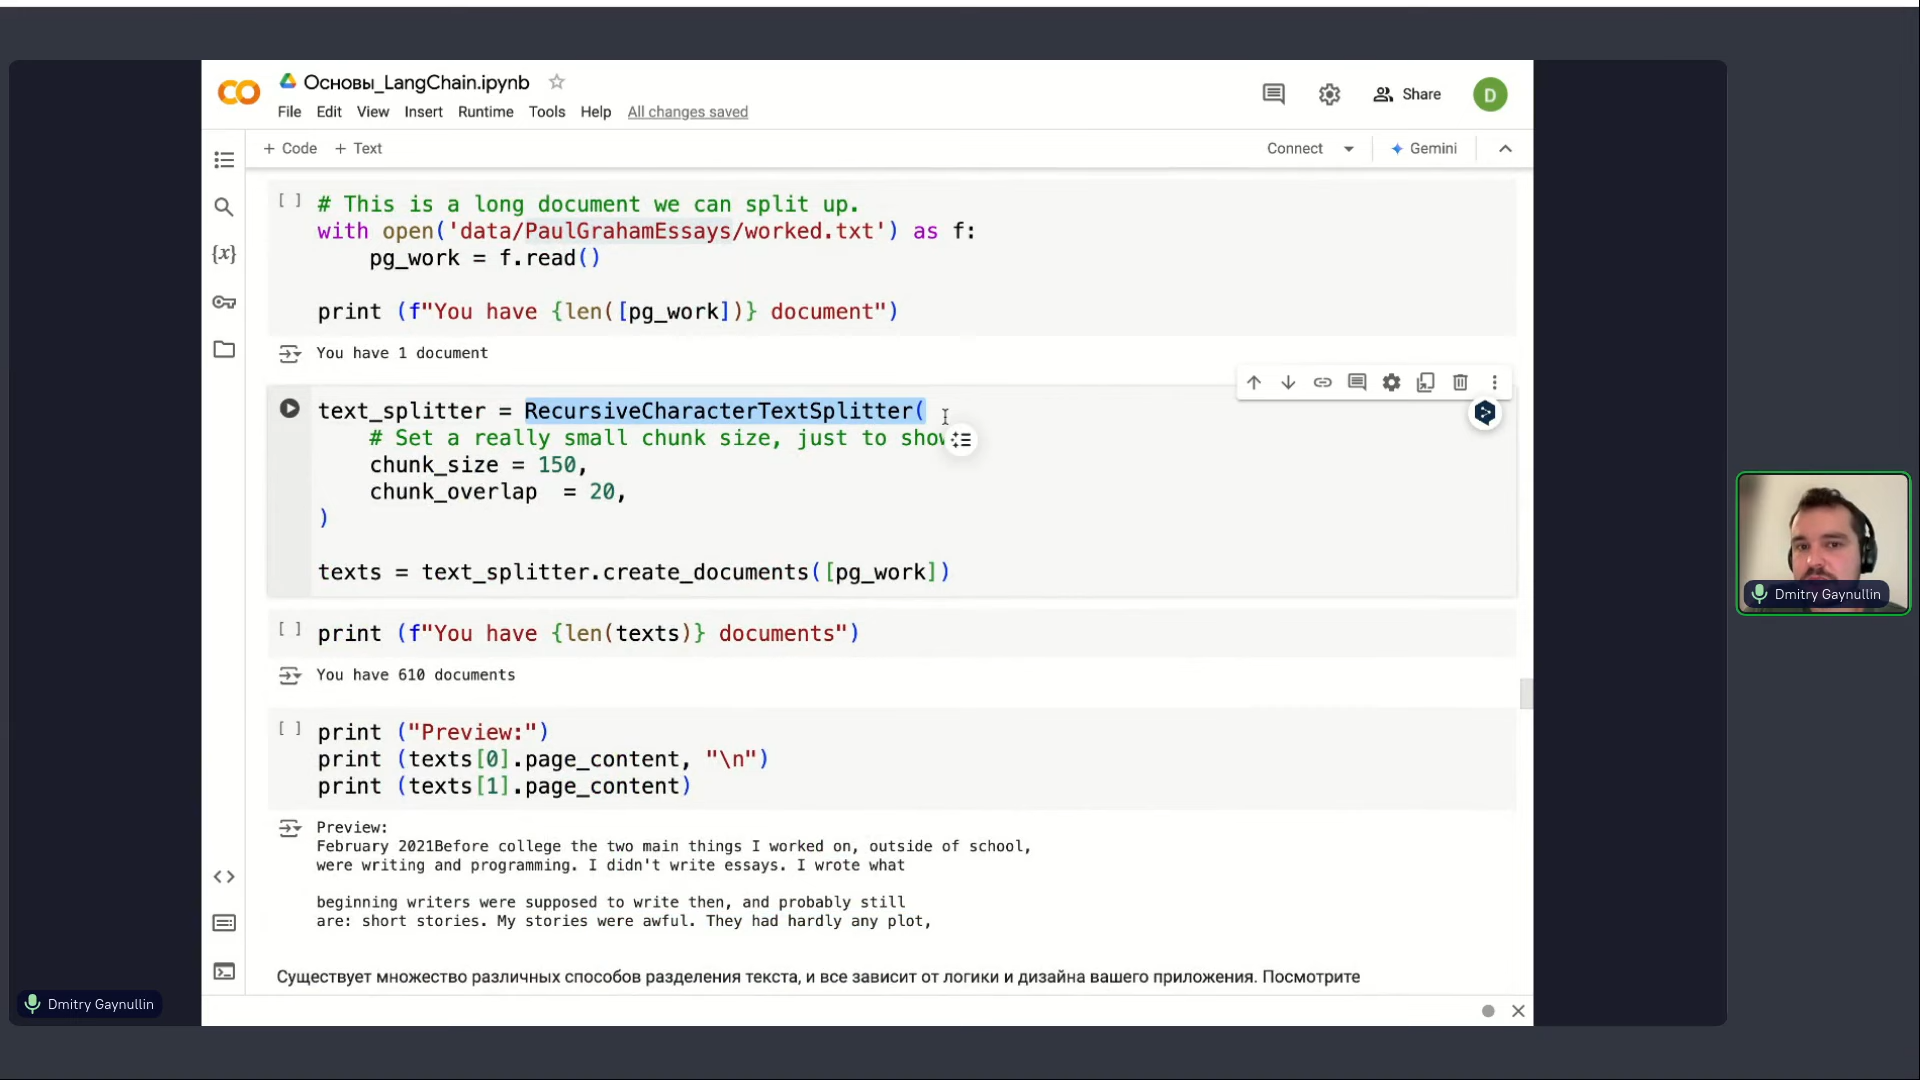 Основы_LangChain.ipynb
File Edit View Insert Runtime Tools Help All changes saved
Share
D
+ Code + Text
Connect
Gemini
[ ] # This is a long document we can split up.
with open('data/PaulGrahamEssays/worked.txt') as f:
    pg_work = f.read()
print (f"You have {len([pg_work])} document")
You have 1 document
text_splitter = RecursiveCharacterTextSplitter(
    # Set a really small chunk size, just to show
    chunk_size = 150,
    chunk_overlap  = 20,
)
texts = text_splitter.create_documents([pg_work])
[ ] print (f"You have {len(texts)} documents")
You have 610 documents
[ ] print ("Preview:")
print (texts[0].page_content, "\n")
print (texts[1].page_content)
Preview:
February 2021Before college the two main things I worked on, outside of school,
were writing and programming. I didn't write essays. I wrote what
beginning writers were supposed to write then, and probably still
are: short stories. My stories were awful. They had hardly any plot,
Существует множество различных способов разделения текста, и все зависит от логики и дизайна вашего приложения. Посмотрите
Dmitry Gaynullin
Dmitry Gaynullin